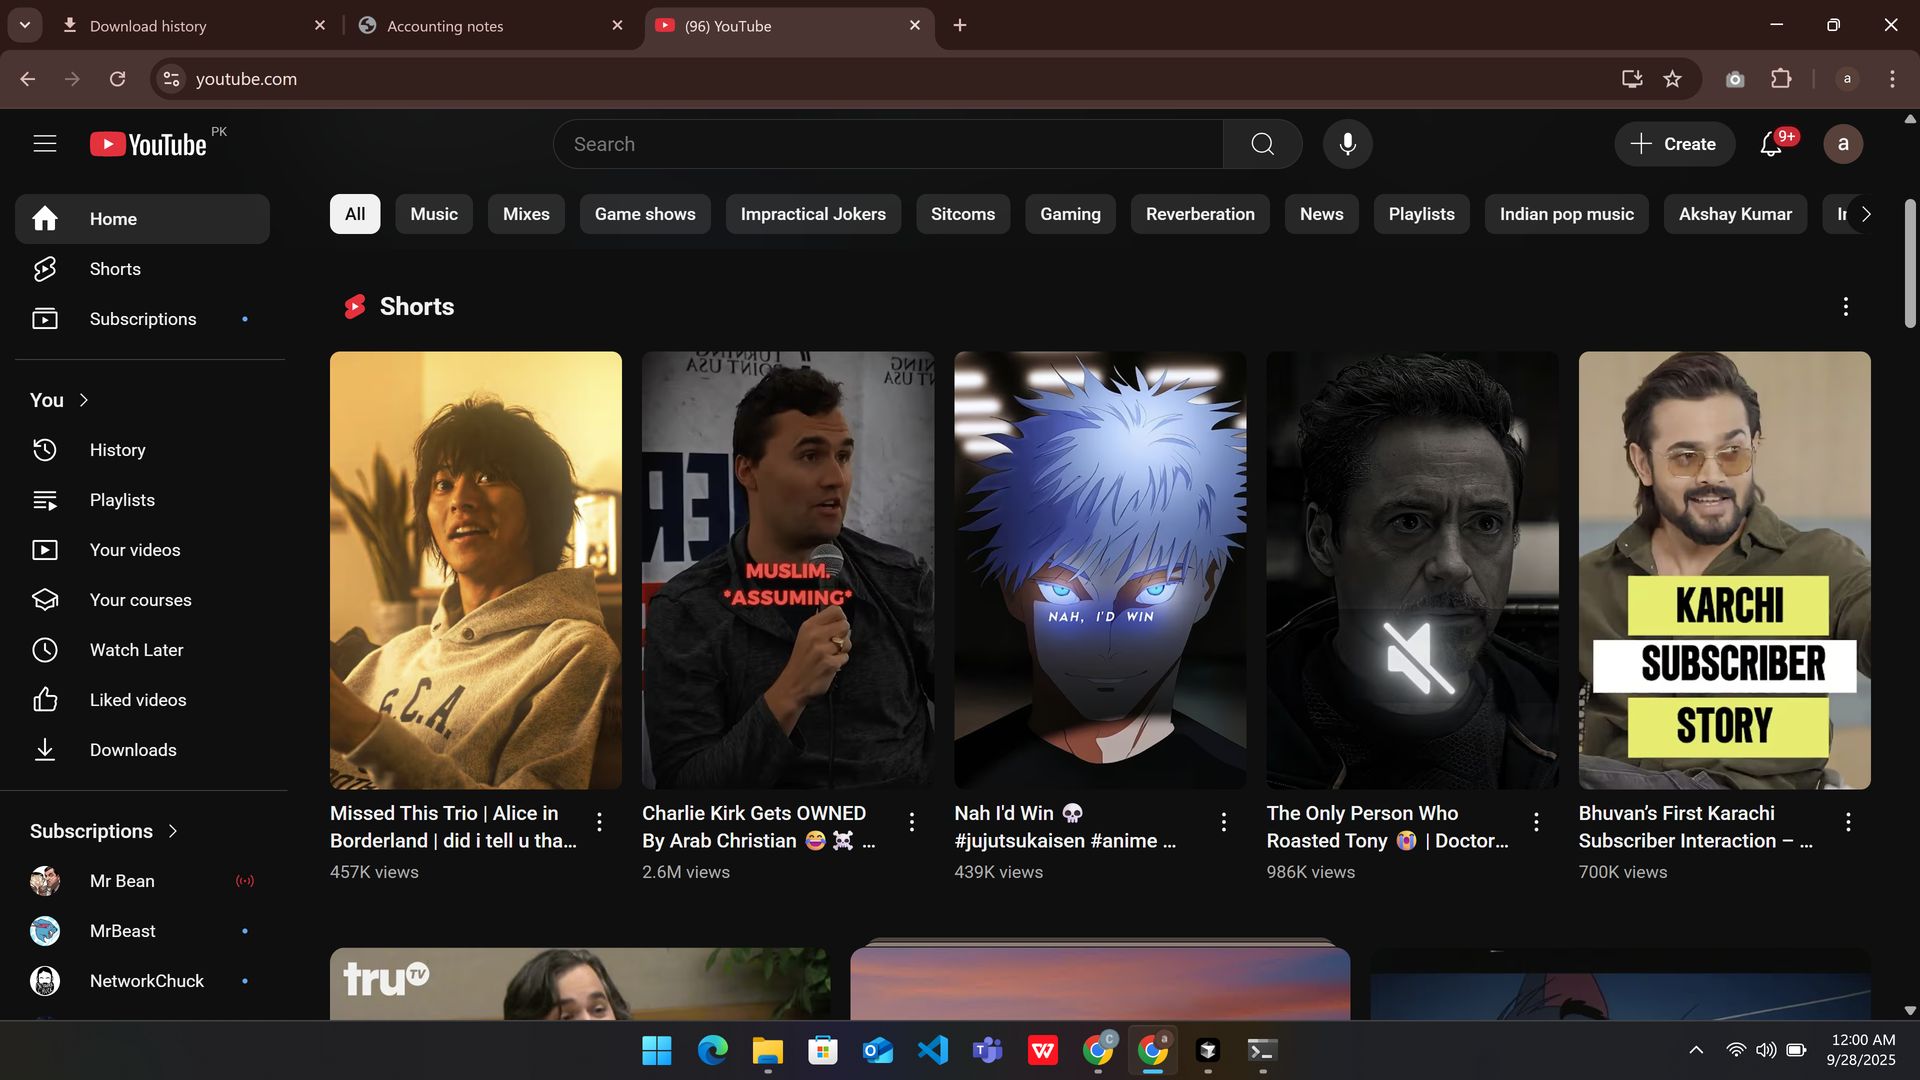 Download history
Accounting notes
(96) YouTube
youtube.com
a
YouTube PK
Search
Create
9+
a
All
Music
Mixes
Game shows
Impractical Jokers
Sitcoms
Gaming
Reverberation
News
Playlists
Indian pop music
Akshay Kumar
Home
Shorts
Subscriptions
You
History
Playlists
Your videos
Your courses
Watch Later
Liked videos
Downloads
Subscriptions
Mr Bean
MrBeast
NetworkChuck
Shorts
TURNING
POINT USA
MUSLIM.
*ASSUMING*
NAH, I'D WIN
KARCHI
SUBSCRIBER
STORY
Missed This Trio | Alice in
Borderland | did i tell u tha...
457K views
Charlie Kirk Gets OWNED
By Arab Christian 😂 ☠️ ...
2.6M views
Nah I'd Win 💀
#jujutsukaisen #anime ...
439K views
The Only Person Who
Roasted Tony 😭 | Doctor...
986K views
Bhuvan’s First Karachi
Subscriber Interaction – ...
700K views
truTV
C
a
12:00 AM
9/28/2025